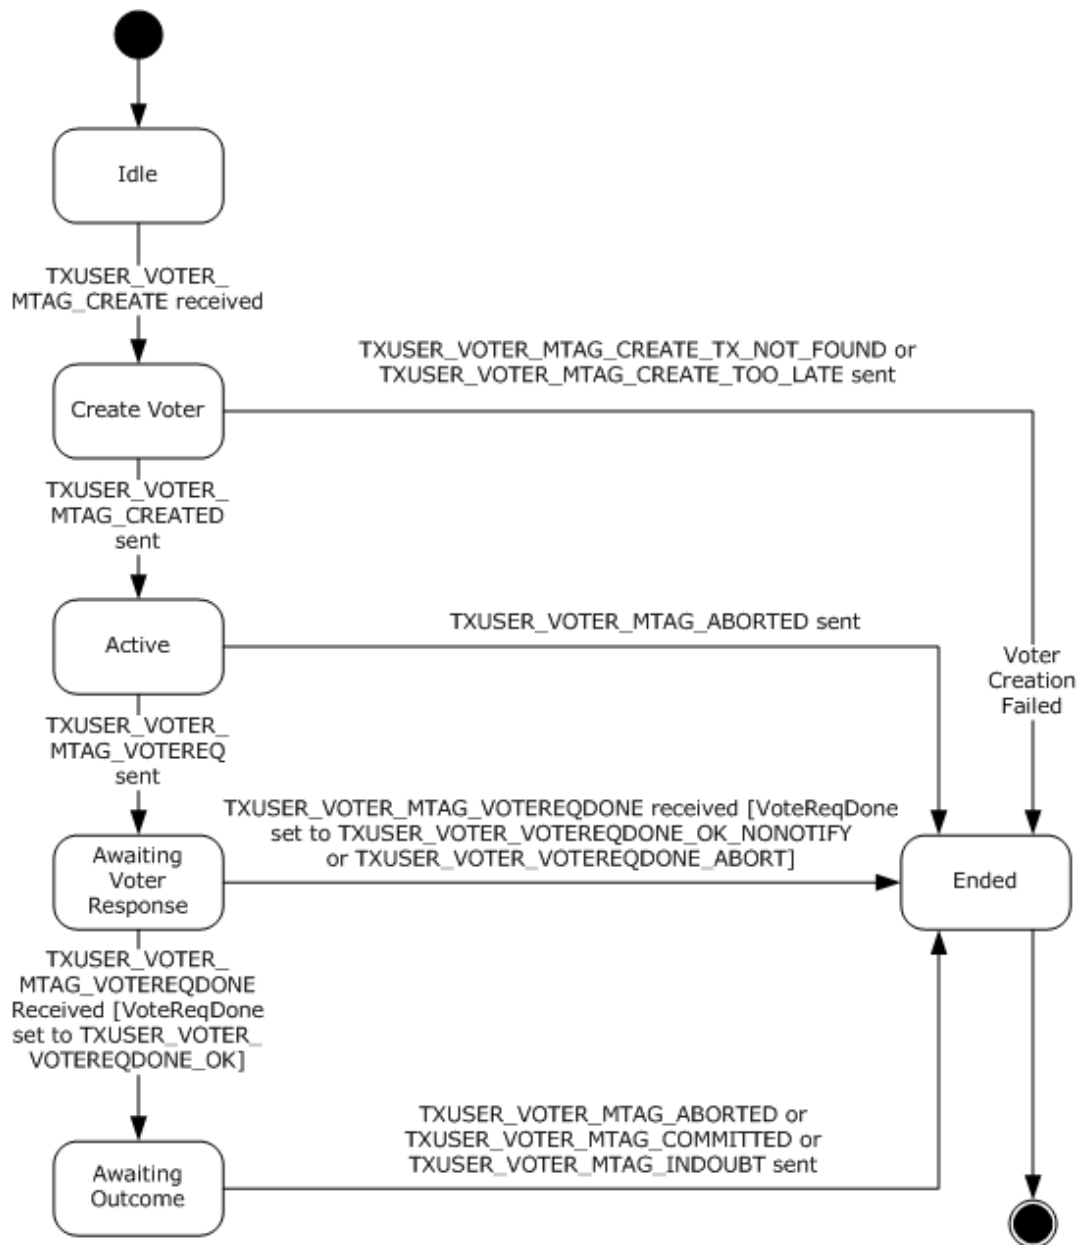 Idle
TXUSER_VOTER_
MTAG_CREATE received
TXUSER_VOTER_MTAG_CREATE_TX_NOT_FOUND or
TXUSER_VOTER_MTAG_CREATE_TOO_LATE sent
Create Voter
TXUSER_VOTER_
MTAG_CREATED
sent
TXUSER_VOTER_MTAG_ABORTED sent
Active
Voter
Creation
Failed
TXUSER_VOTER_
MTAG_VOTEREQ
sent
TXUSER_VOTER_MTAG_VOTEREQDONE received [VoteReqDone
set to TXUSER_VOTER_VOTEREQDONE_OK_NONOTIFY
or TXUSER_VOTER_VOTEREQDONE_ABORT]
Awaiting
Voter
Response
Ended
TXUSER_VOTER_
MTAG_VOTEREQDONE
Received [VoteReqDone
set to TXUSER_VOTER_
VOTEREQDONE_OK]
TXUSER_VOTER_MTAG_ABORTED or
TXUSER_VOTER_MTAG_COMMITTED or
TXUSER_VOTER_MTAG_INDOUBT sent
Awaiting
Outcome